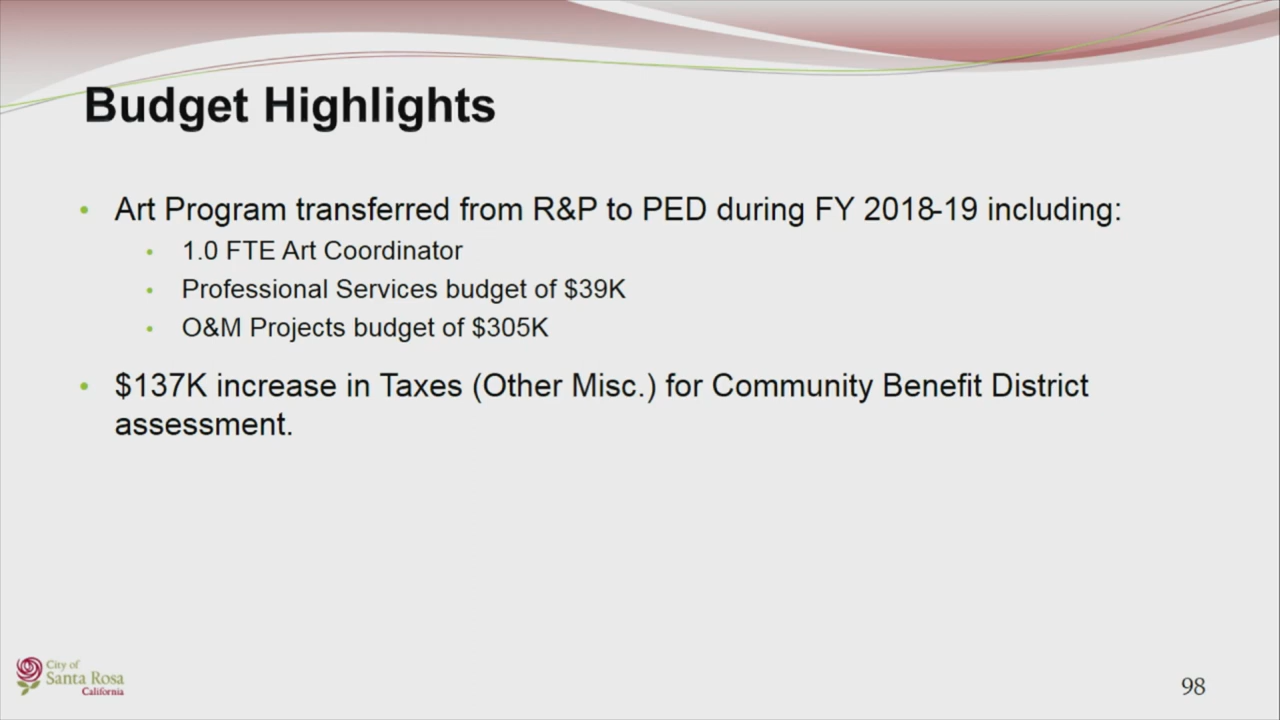 Budget Highlights
• Art Program transferred from R&P to PED during FY 2018-19 including:
• 1.0 FTE Art Coordinator
• Professional Services budget of $39K
• O&M Projects budget of $305K
• $137K increase in Taxes (Other Misc.) for Community Benefit District
assessment.
City of
Santa Rosa
California
98